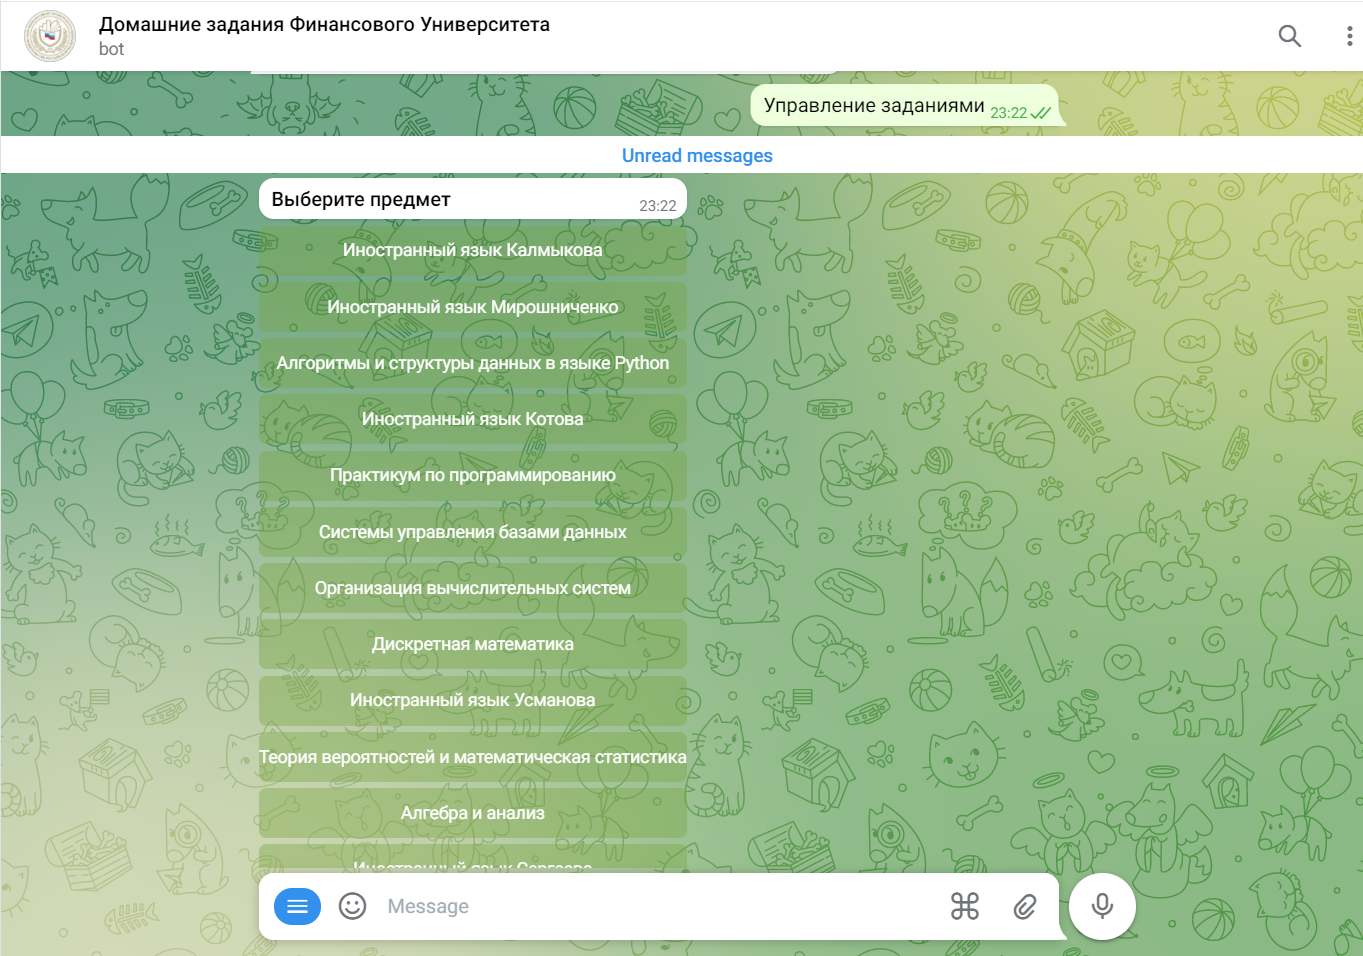 Домашние задания Финансового Университета
bot
Управление заданиями 23:22
Unread messages
Выберите предмет 23:22
Иностранный язык Калмыкова
Иностранный язык Мирошниченко
Алгоритмы и структуры данных в языке Python
Иностранный язык Котова
Практикум по программированию
Системы управления базами данных
Организация вычислительных систем
Дискретная математика
Иностранный язык Усманова
Теория вероятностей и математическая статистика
Алгебра и анализ
Иностранный язык
Message